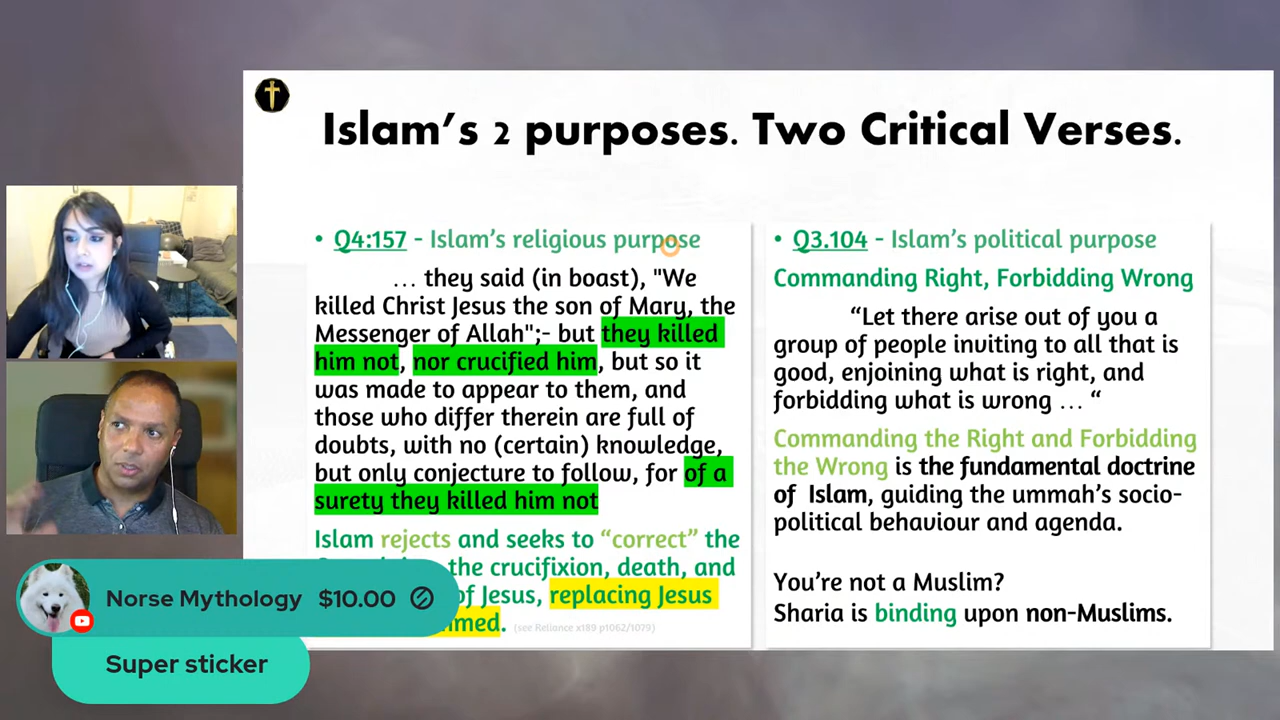 Islam's 2 purposes. Two Critical Verses.
• Q4:157 - Islam's religious purpose
... they said (in boast), "We
killed Christ Jesus the son of Mary, the
Messenger of Allah";- but they killed
him not, nor crucified him, but so it
was made to appear to them, and
those who differ therein are full of
doubts, with no (certain) knowledge,
but only conjecture to follow, for of a
surety they killed him not
Islam rejects and seeks to “correct” the
the crucifixion, death, and
of Jesus, replacing Jesus
(see Reliance x189 p1062/1079)
• Q3.104 - Islam's political purpose
Commanding Right, Forbidding Wrong
“Let there arise out of you a
group of people inviting to all that is
good, enjoining what is right, and
forbidding what is wrong ... “
Commanding the Right and Forbidding
the Wrong is the fundamental doctrine
of Islam, guiding the ummah's socio-
political behaviour and agenda.
You're not a Muslim?
Sharia is binding upon non-Muslims.
Norse Mythology $10.00
Super sticker